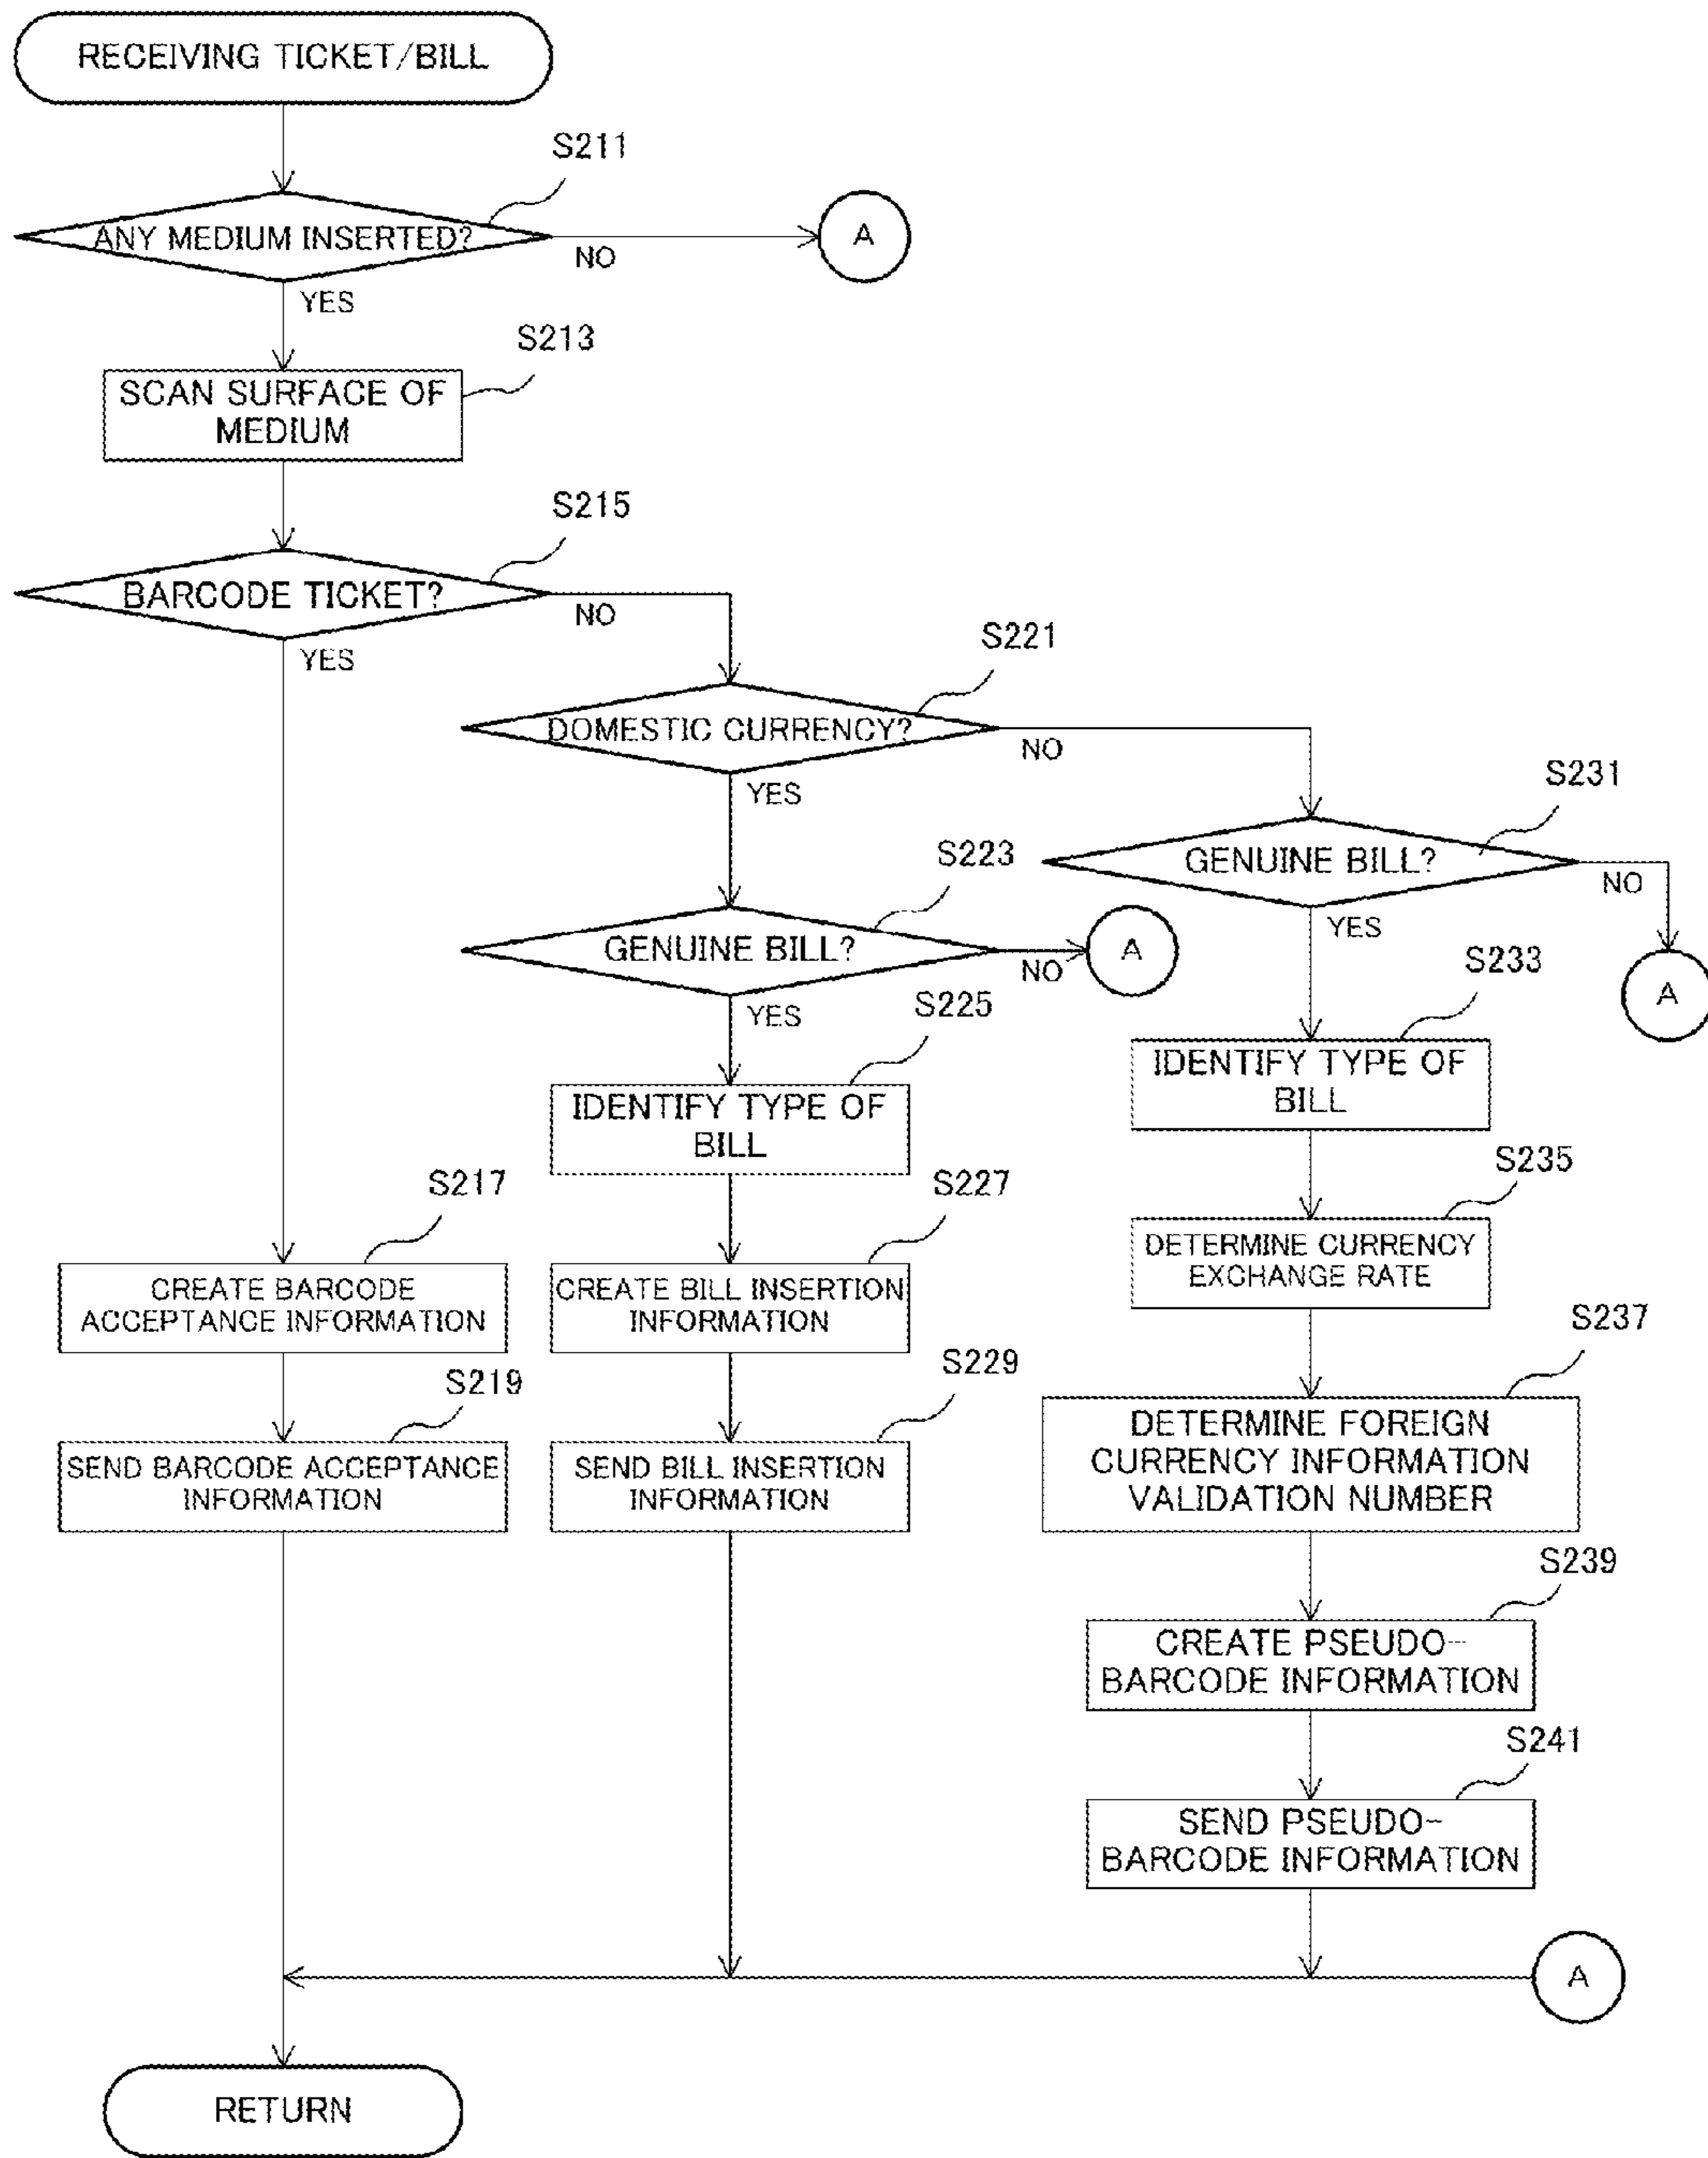 RECEIVING TICKET/BILL
S211
ANY MEDIUM INSERTED?
NO
A
YES
S213
SCAN SURFACE OF
MEDIUM
S215
BARCODE TICKET?
NO
YES
S221
DOMESTIC CURRENCY?
NO
YES
S231
GENUINE BILL?
NO
YES
A
S223
GENUINE BILL?
NO
A
YES
S225
IDENTIFY TYPE OF
BILL
S233
IDENTIFY TYPE OF
BILL
S235
DETERMINE CURRENCY
EXCHANGE RATE
S217
CREATE BARCODE
ACCEPTANCE INFORMATION
S227
CREATE BILL INSERTION
INFORMATION
S237
DETERMINE FOREIGN
CURRENCY INFORMATION
VALIDATION NUMBER
S219
SEND BARCODE ACCEPTANCE
INFORMATION
S229
SEND BILL INSERTION
INFORMATION
S239
CREATE PSEUDO-
BARCODE INFORMATION
S241
SEND PSEUDO-
BARCODE INFORMATION
A
RETURN